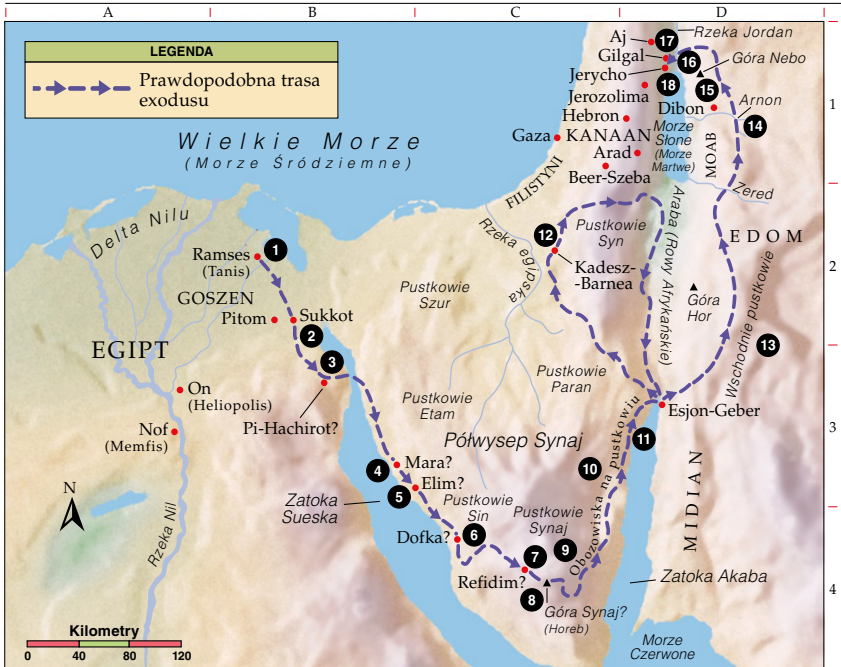 A
B
C
D
LEGENDA
Prawdopodobna trasa
exodusu
Wielkie Morze
(Morze Śródziemne)
Aj
17
Rzeka Jordan
Gilgal
16
Góra Nebo
Jerycho
18
15
Jerozolima
Dibon
Arnon
14
1
Hebron
Gaza
KANAAN
Morze
Słone
(Morze
Martwe)
MOAB
Arad
Beer-Szeba
FILISTYNI
Zered
Delta Nilu
1
Ramses
(Tanis)
GOSZEN
Pitom
Sukkot
2
3
EGIPT
On
(Heliopolis)
Pi-Hachirot?
Nof
(Memfis)
Rzeka egipska
12
Pustkowie
Syn
Kadesz-
-Barnea
Araba (Rowy Afrykańskie)
EDOM
2
Pustkowie
Szur
Góra
Hor
Wschodnie pustkowie
13
Pustkowie
Paran
Pustkowie
Etam
Esjon-Geber
3
11
Półwysep Synaj
10
Mara?
4
Elim?
5
Zatoka
Sueska
Pustkowie
Sin
Pustkowie
Synaj
Obozowiska na pustkowiu
MIDIAN
Dofka?
6
7
9
Refidim?
8
Góra Synaj?
(Horeb)
Zatoka Akaba
4
Morze
Czerwone
N
Rzeka Nil
Kilometry
0
40
80
120